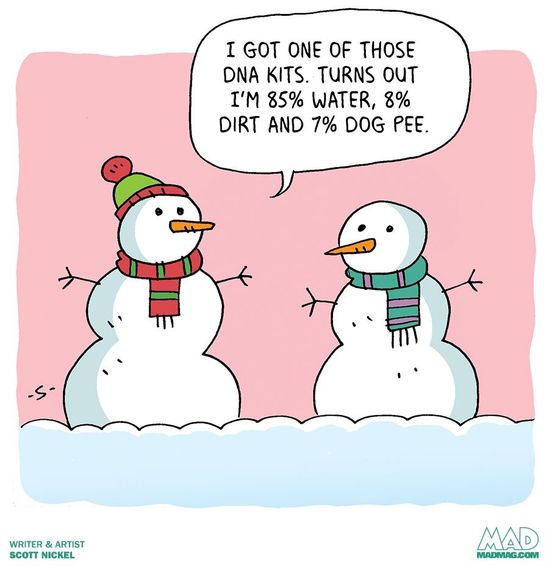 I GOT ONE OF THOSE
DNA KITS. TURNS OUT
I'M 85% WATER, 8%
DIRT AND 7% DOG PEE.
-S-
WRITER & ARTIST
SCOTT NICKEL
MAD
MADMAG.COM